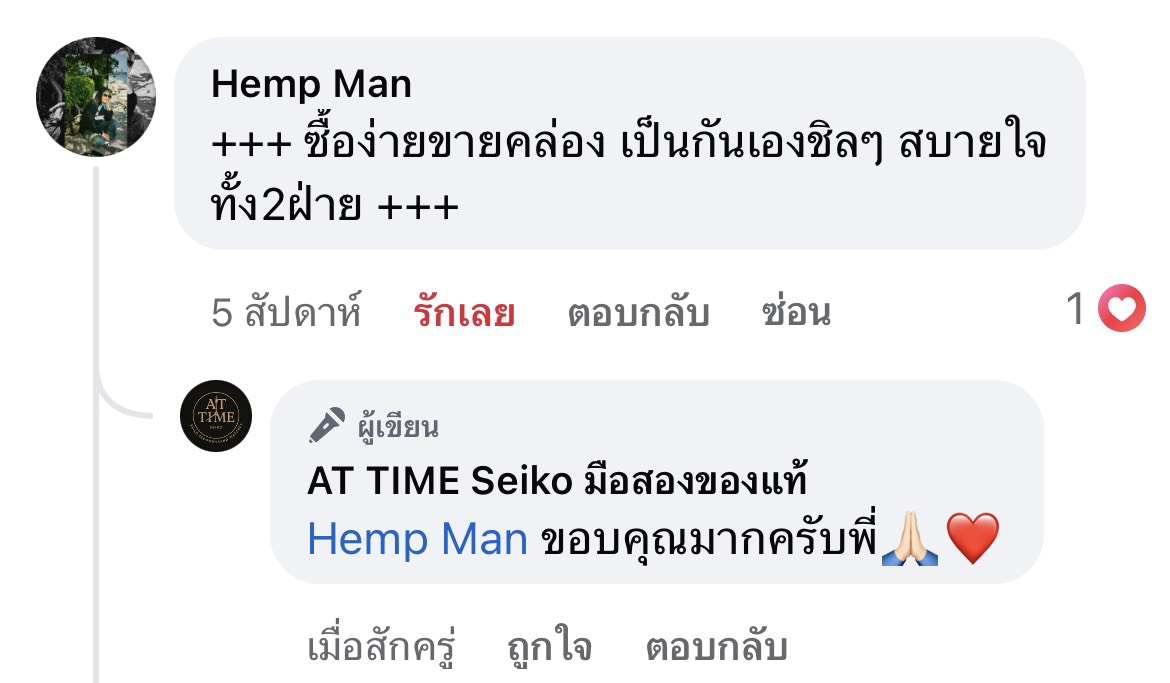 Hemp Man
+++ ซื้อง่ายขายคล่อง เป็นกันเองชิลๆ สบายใจ
ทั้ง2ฝ่าย +++
5 สัปดาห์ รักเลย ตอบกลับ ซ่อน 1
AT
TIME
ผู้เขียน
AT TIME Seiko มือสองของแท้
Hemp Man ขอบคุณมากครับพี่🙏🏻❤️
เมื่อสักครู่ ถูกใจ ตอบกลับ